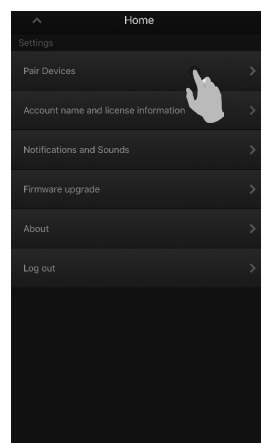 Home
Settings
Pair Devices
Account name and license information
Notifications and Sounds
Firmware upgrade
About
Log out